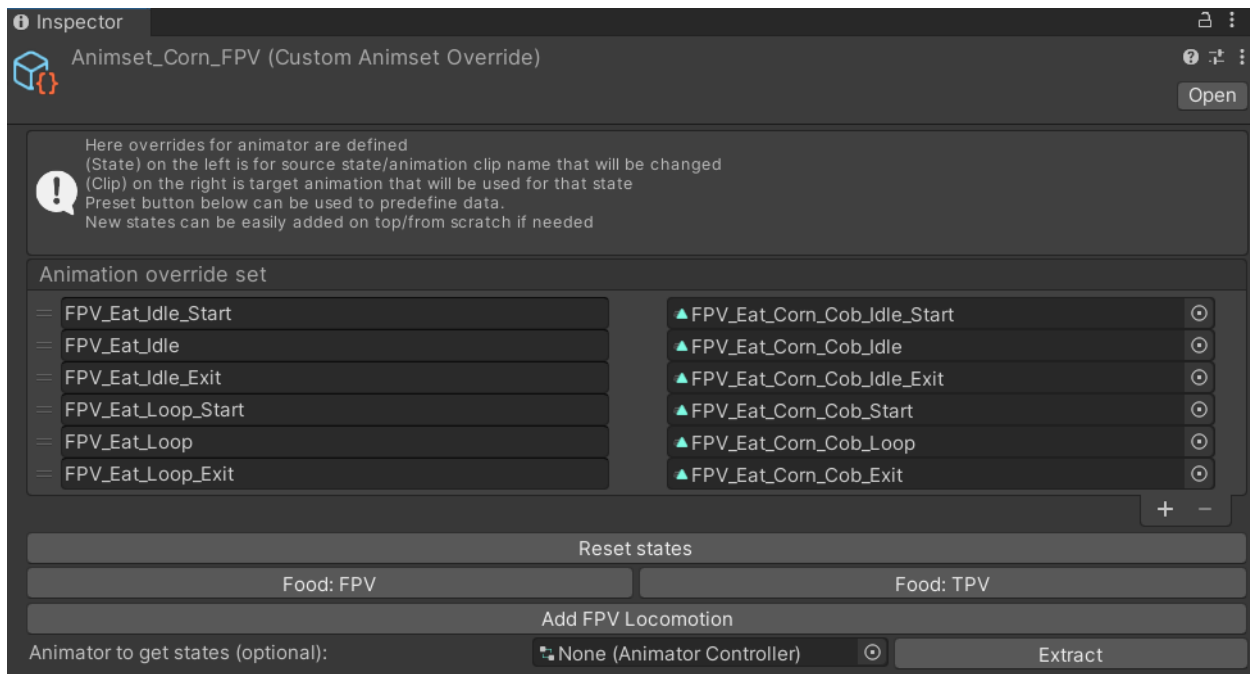 Inspector
Animset_Corn_FPV (Custom Animset Override)
Open
Here overrides for animator are defined
(State) on the left is for source state/animation clip name that will be changed
(Clip) on the right is target animation that will be used for that state
Preset button below can be used to predefine data.
New states can be easily added on top/from scratch if needed
Animation override set
FPV_Eat_Idle_Start FPV_Eat_Corn_Cob_Idle_Start
FPV_Eat_Idle FPV_Eat_Corn_Cob_Idle
FPV_Eat_Idle_Exit FPV_Eat_Corn_Cob_Idle_Exit
FPV_Eat_Loop_Start FPV_Eat_Corn_Cob_Start
FPV_Eat_Loop FPV_Eat_Corn_Cob_Loop
FPV_Eat_Loop_Exit FPV_Eat_Corn_Cob_Exit
Reset states
Food: FPV Food: TPV
Add FPV Locomotion
Animator to get states (optional): None (Animator Controller) Extract